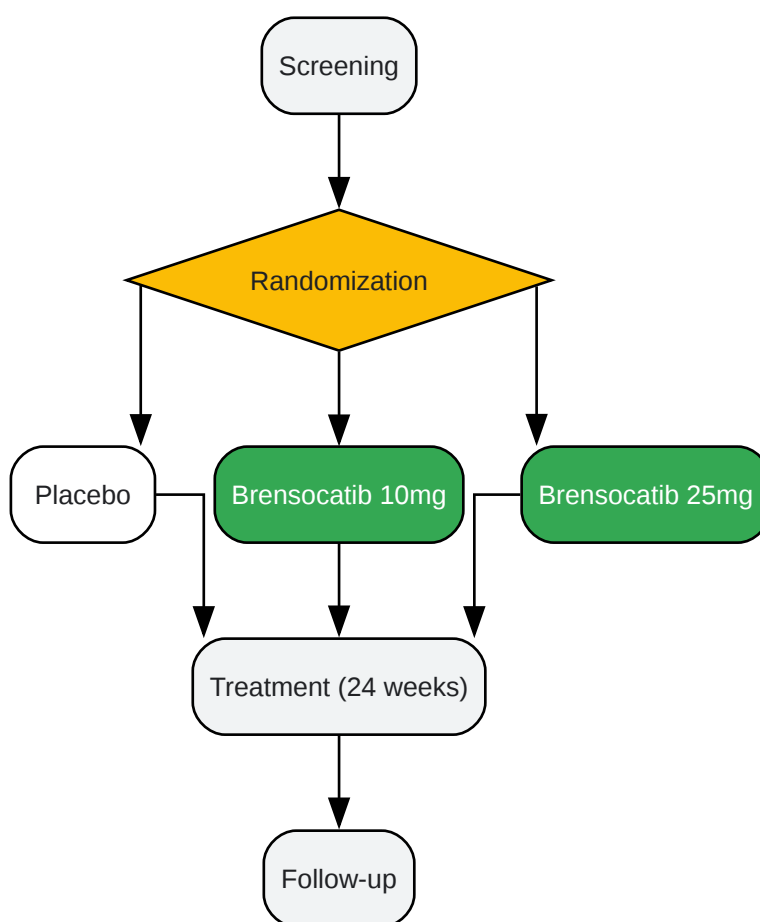 Screening
Randomization
Placebo
Brensocatib 10mg
Brensocatib 25mg
Treatment (24 weeks)
Follow-up